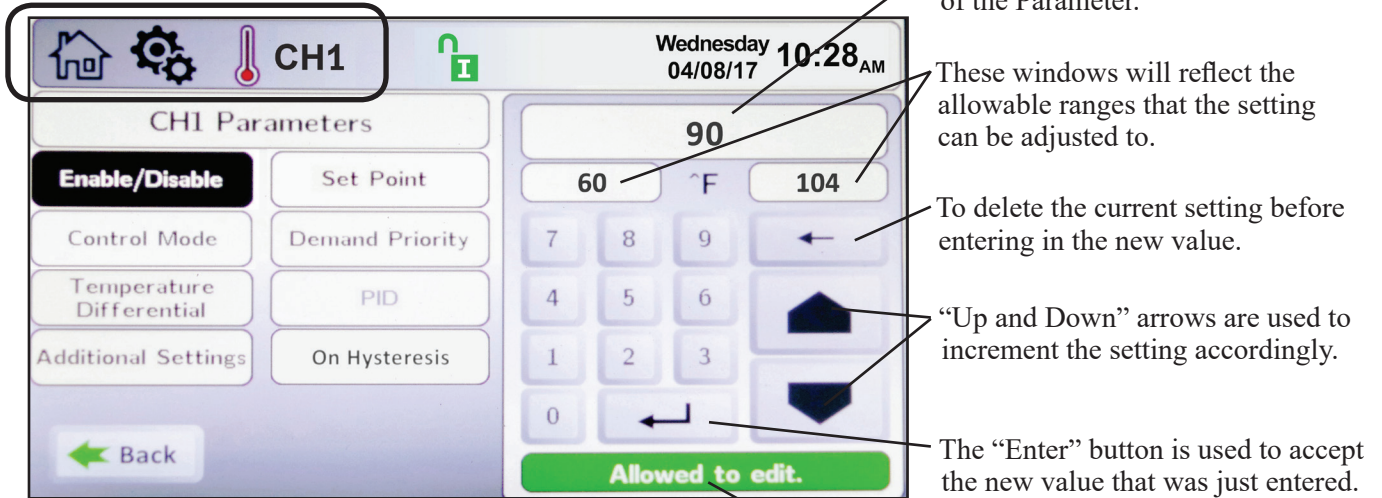 of the Parameter.
CH1
I
Wednesday
04/08/17
10:28 AM
CH1 Parameters
Enable/Disable
Set Point
Control Mode
Demand Priority
Temperature
Differential
PID
Additional Settings
On Hysteresis
Back
90
60
^F
104
7
8
9
4
5
6
1
2
3
0
Allowed to edit.
These windows will reflect the
allowable ranges that the setting
can be adjusted to.
To delete the current setting before
entering in the new value.
“Up and Down” arrows are used to
increment the setting accordingly.
The “Enter” button is used to accept
the new value that was just entered.